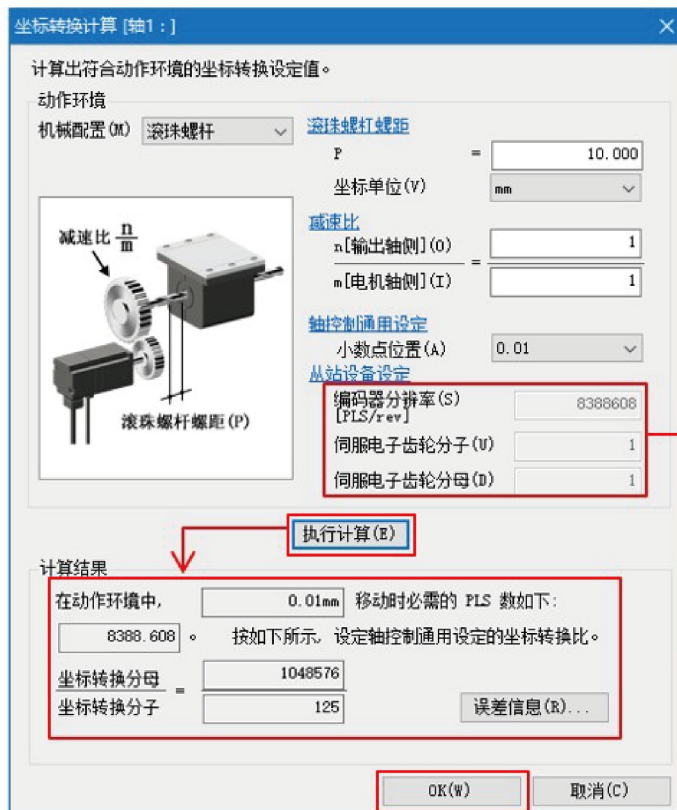 坐标转换计算 [轴1 : ]
计算出符合动作环境的坐标转换设定值。
动作环境
机械配置(M) 滚珠螺杆
滚珠螺杠螺距
P = 10.000
坐标单位(V) mm
减速比
n[输出轴侧](O) 1
=
m[电机轴侧](I) 1
减速比 n/m
滚珠螺杆螺距(P)
轴控制通用设定
小数点位置(A) 0.01
从站设备设定
编码器分辨率(S) 8388608
[PLS/rev]
伺服电子齿轮分子(U) 1
伺服电子齿轮分母(D) 1
执行计算(E)
计算结果
在动作环境中, 0.01mm 移动时必需的 PLS 数如下:
8388.608 。 按如下所示, 设定轴控制通用设定的坐标转换比。
坐标转换分母 1048576
=
坐标转换分子 125
误差信息(R)...
OK(W) 取消(C)